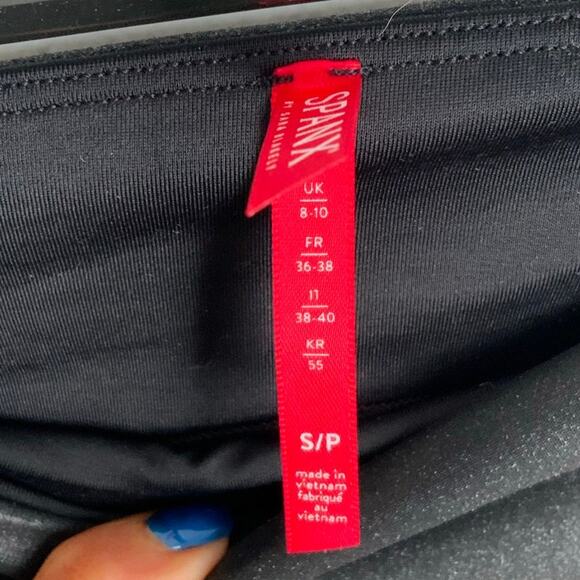 SPANX
BY SARA BLAKELY
UK
8-10
FR
36-38
IT
38-40
KR
55
S/P
made in
vietnam
fabriqué
au
vietnam